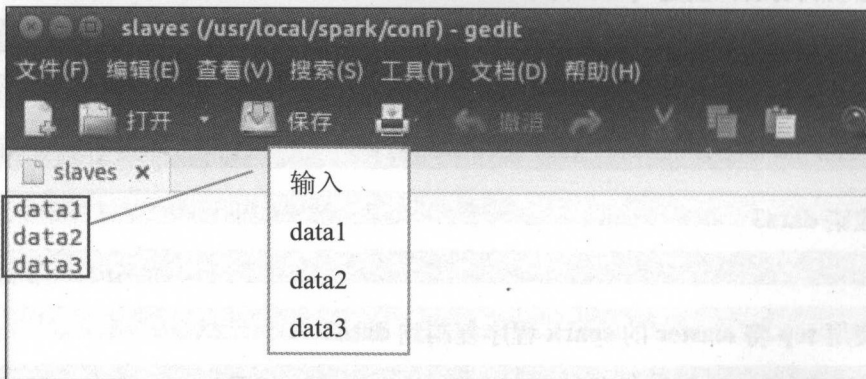 slaves (/usr/local/spark/conf) - gedit
文件(F) 编辑(E) 查看(V) 搜索(S) 工具(T) 文档(D) 帮助(H)
打开 保存 撤消
slaves ×
data1
data2
data3
输入
data1
data2
data3